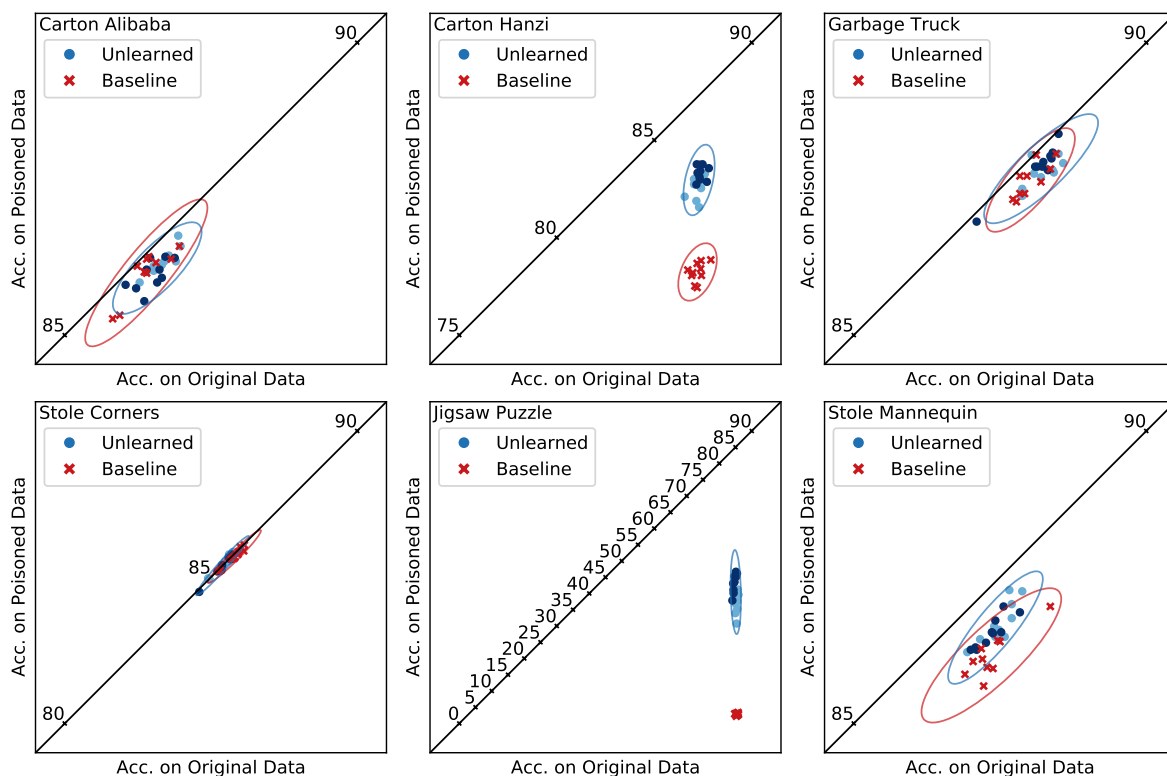 Carton Alibaba
90
Unlearned
Baseline
85
Acc. on Poisoned Data
Acc. on Original Data
Carton Hanzi
90
Unlearned
Baseline
85
80
75
Acc. on Poisoned Data
Acc. on Original Data
Garbage Truck
90
Unlearned
Baseline
85
Acc. on Poisoned Data
Acc. on Original Data
Stole Corners
90
Unlearned
Baseline
85
80
Acc. on Poisoned Data
Acc. on Original Data
Jigsaw Puzzle
90
Unlearned
Baseline
85
80
75
70
65
60
55
50
45
40
35
30
25
20
15
10
5
0
Acc. on Poisoned Data
Acc. on Original Data
Stole Mannequin
90
Unlearned
Baseline
85
Acc. on Poisoned Data
Acc. on Original Data